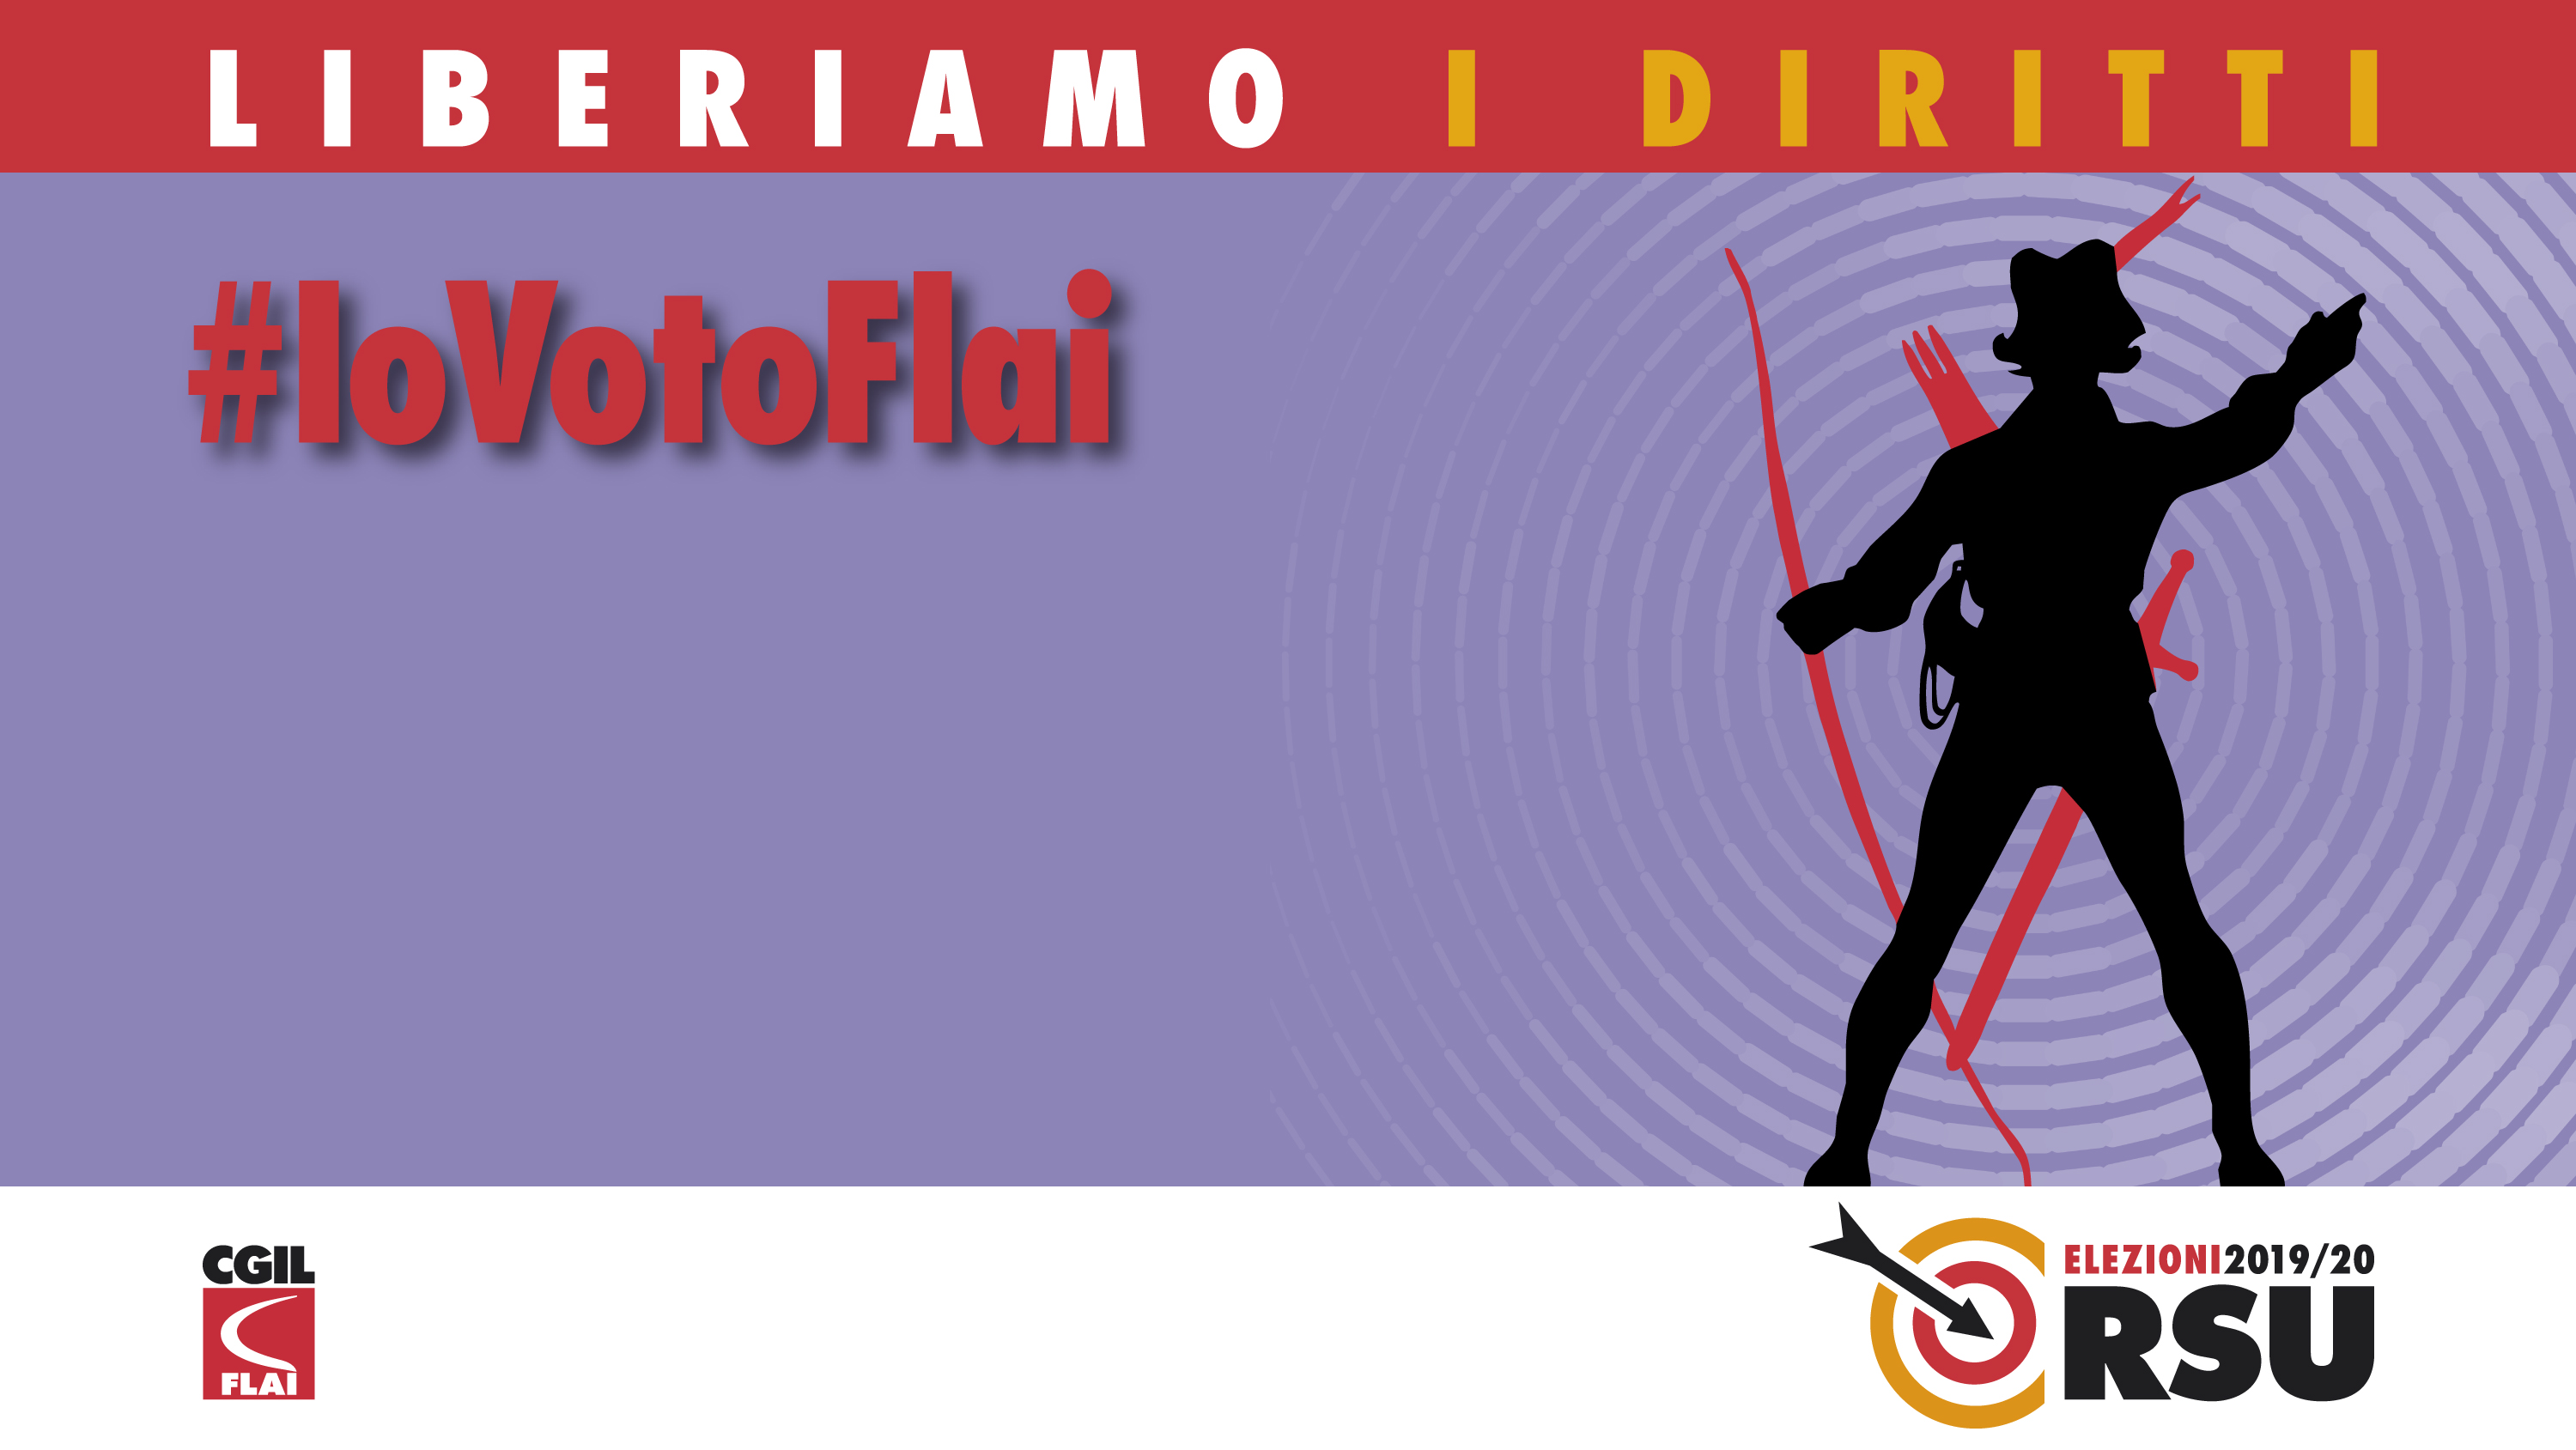 LIBERIAMO I DIRITTI
#IoVotoFlai
CGIL
FLAI
ELEZIONI2019/20
RSU